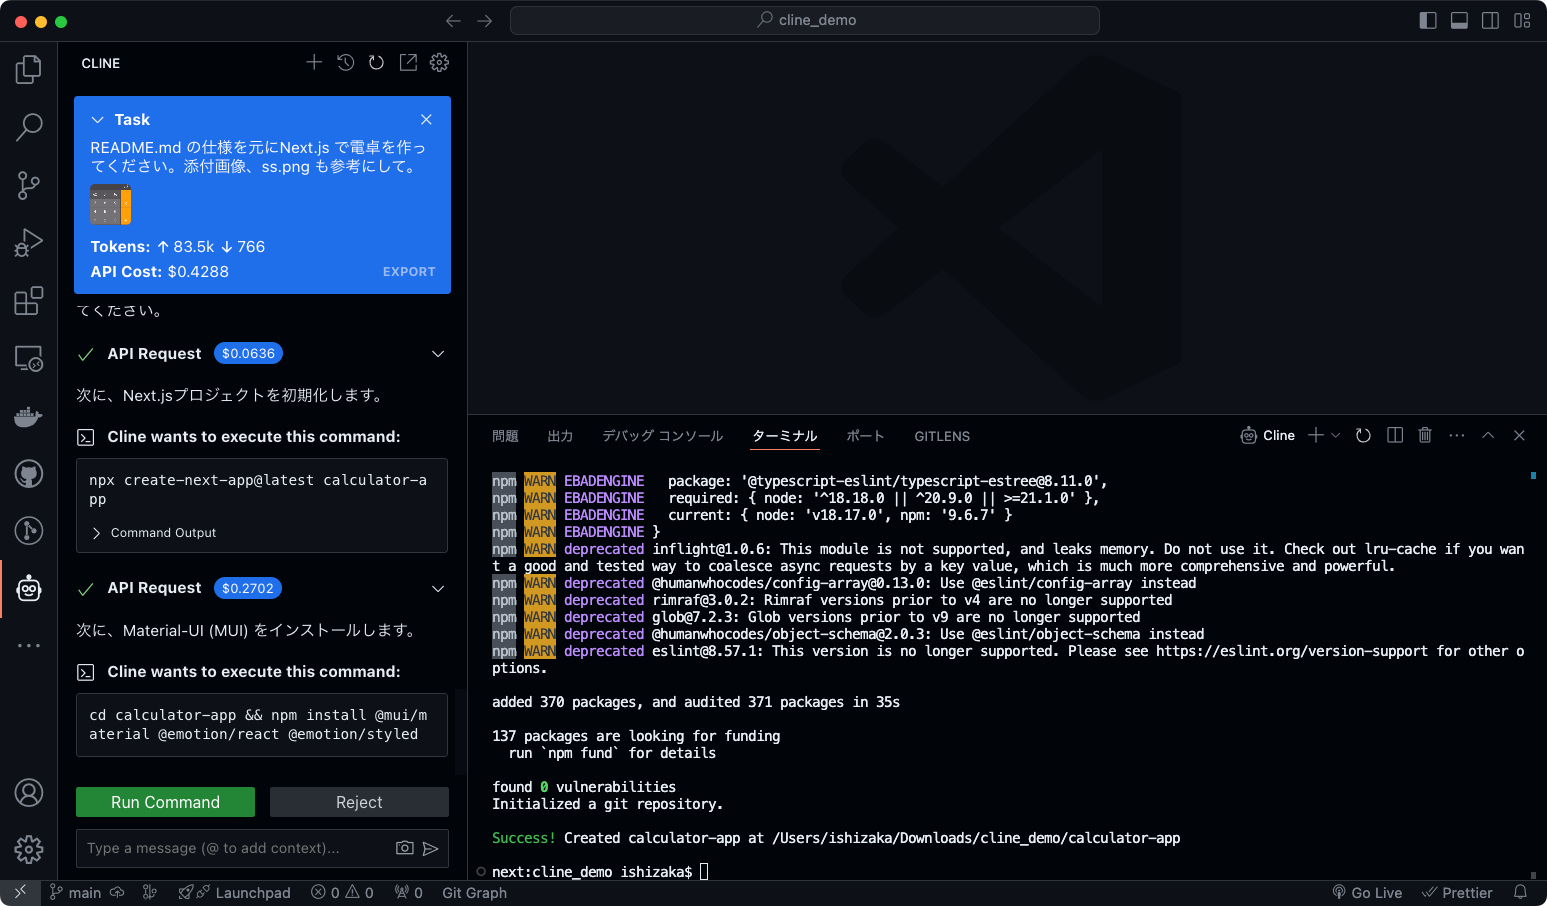 cline_demo
CLINE
Task
README.md の仕様を元にNext.js で電卓を作っ
てください。添付画像、ss.png も参考にして。
Tokens: ↑ 83.5k ↓ 766
API Cost: $0.4288
EXPORT
てください。
API Request $0.0636
次に、Next.jsプロジェクトを初期化します。
Cline wants to execute this command:
npx create-next-app@latest calculator-a
pp
Command Output
API Request $0.2702
次に、Material-UI (MUI) をインストールします。
Cline wants to execute this command:
cd calculator-app && npm install @mui/m
aterial @emotion/react @emotion/styled
Run Command
Reject
Type a message (@ to add context)...
問題 出力 デバッグ コンソール ターミナル ポート GITLENS
Cline
npm WARN EBADENGINE   package: '@typescript-eslint/typescript-estree@8.11.0',
npm WARN EBADENGINE   required: { node: '^18.18.0 || ^20.9.0 || >=21.1.0' },
npm WARN EBADENGINE   current: { node: 'v18.17.0', npm: '9.6.7' }
npm WARN EBADENGINE }
npm WARN deprecated inflight@1.0.6: This module is not supported, and leaks memory. Do not use it. Check out lru-cache if you wan
t a good and tested way to coalesce async requests by a key value, which is much more comprehensive and powerful.
npm WARN deprecated @humanwhocodes/config-array@0.13.0: Use @eslint/config-array instead
npm WARN deprecated rimraf@3.0.2: Rimraf versions prior to v4 are no longer supported
npm WARN deprecated glob@7.2.3: Glob versions prior to v9 are no longer supported
npm WARN deprecated @humanwhocodes/object-schema@2.0.3: Use @eslint/object-schema instead
npm WARN deprecated eslint@8.57.1: This version is no longer supported. Please see https://eslint.org/version-support for other o
ptions.
added 370 packages, and audited 371 packages in 35s
137 packages are looking for funding
  run `npm fund` for details
found 0 vulnerabilities
Initialized a git repository.
Success! Created calculator-app at /Users/ishizaka/Downloads/cline_demo/calculator-app
next:cline_demo ishizaka$
main Launchpad 0 0 0 Git Graph Go Live Prettier